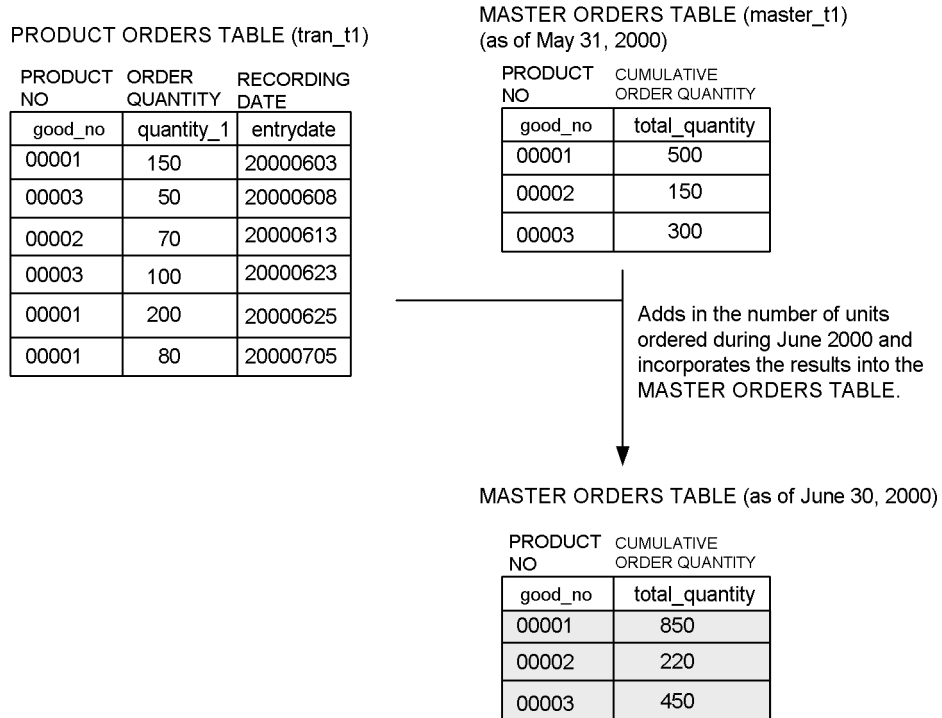 PRODUCT ORDERS TABLE (tran_t1)
PRODUCT NO ORDER QUANTITY RECORDING DATE
good_no quantity_1 entrydate
00001 150 20000603
00003 50 20000608
00002 70 20000613
00003 100 20000623
00001 200 20000625
00001 80 20000705
MASTER ORDERS TABLE (master_t1)
(as of May 31, 2000)
PRODUCT NO CUMULATIVE ORDER QUANTITY
good_no total_quantity
00001 500
00002 150
00003 300
Adds in the number of units
ordered during June 2000 and
incorporates the results into the
MASTER ORDERS TABLE.
MASTER ORDERS TABLE (as of June 30, 2000)
PRODUCT NO CUMULATIVE ORDER QUANTITY
good_no total_quantity
00001 850
00002 220
00003 450